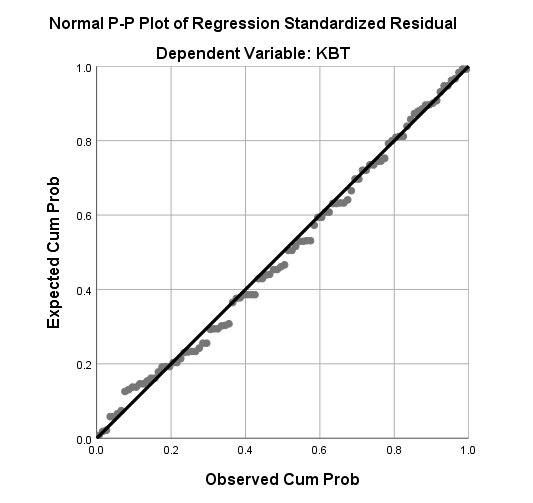 Normal P-P Plot of Regression Standardized Residual
Dependent Variable: KBT
Expected Cum Prob
1.0
0.8
0.6
0.4
0.2
0.0
0.0 0.2 0.4 0.6 0.8 1.0
Observed Cum Prob